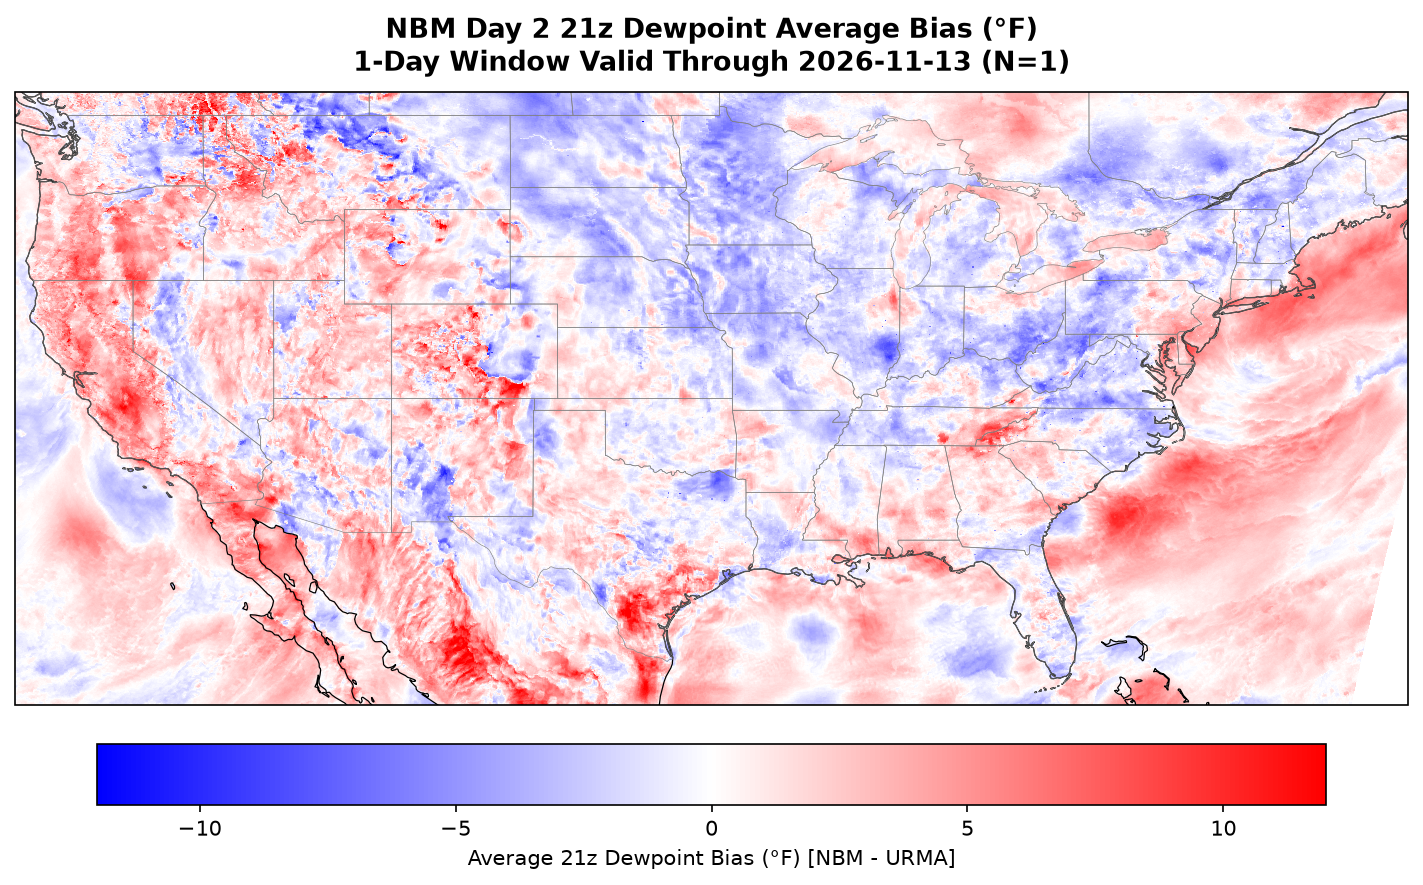 NBM Day 2 21z Dewpoint Average Bias (°F)
1-Day Window Valid Through 2026-11-13 (N=1)
−10 −5 0 5 10
Average 21z Dewpoint Bias (°F) [NBM - URMA]